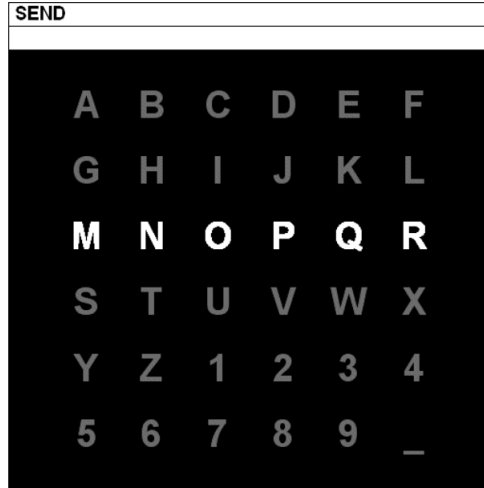 SEND
A B C D E F
G H I J K L
M N O P Q R
S T U V W X
Y Z 1 2 3 4
5 6 7 8 9 _